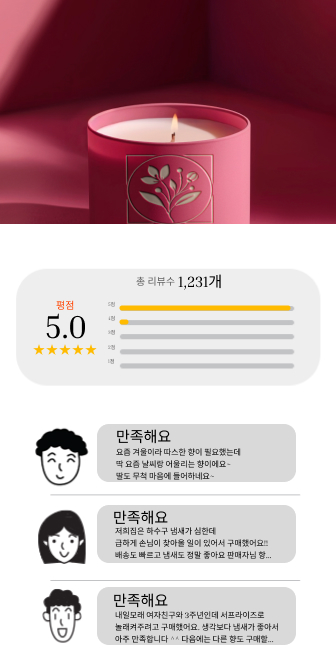 총 리뷰수 1,231개
평점
5.0
5점
4점
3점
2점
1점
만족해요
요즘 겨울이라 따스한 향이 필요했는데
딱 요즘 날씨랑 어울리는 향이에요~
딸도 무척 마음에 들어하네요~
만족해요
저희집은 하수구 냄새가 심한데
급하게 손님이 찾아올 일이 있어서 구매했어요!!
배송도 빠르고 냄새도 정말 좋아요 판매자님 항...
만족해요
내일모래 여자친구와 3주년인데 서프라이즈로
놀래켜주려고 구매했어요. 생각보다 냄새가 좋아서
아주 만족합니다 ^^ 다음에는 다른 향도 구매할...